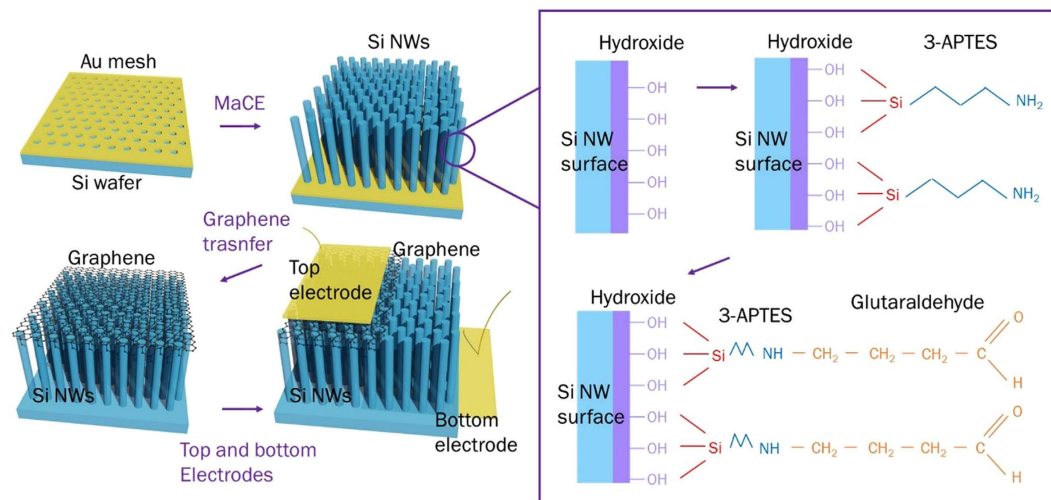 Au mesh
Si wafer
MaCE
Si NWs
Graphene
trasnfer
Graphene
Si NWs
Top and bottom
Electrodes
Top
electrode
Graphene
Si NWs
Bottom
electrode
Hydroxide
Si NW
surface
-OH
-OH
-OH
-OH
-OH
Hydroxide
3-APTES
Si NW
surface
-OH
-OH
-OH
Si
NH2
-OH
-OH
-OH
Si
NH2
Hydroxide
3-APTES
Glutaraldehyde
Si NW
surface
-OH
-OH
-OH
Si
NH
CH2
CH2
CH2
C
O
H
-OH
-OH
-OH
Si
NH
CH2
CH2
CH2
C
O
H